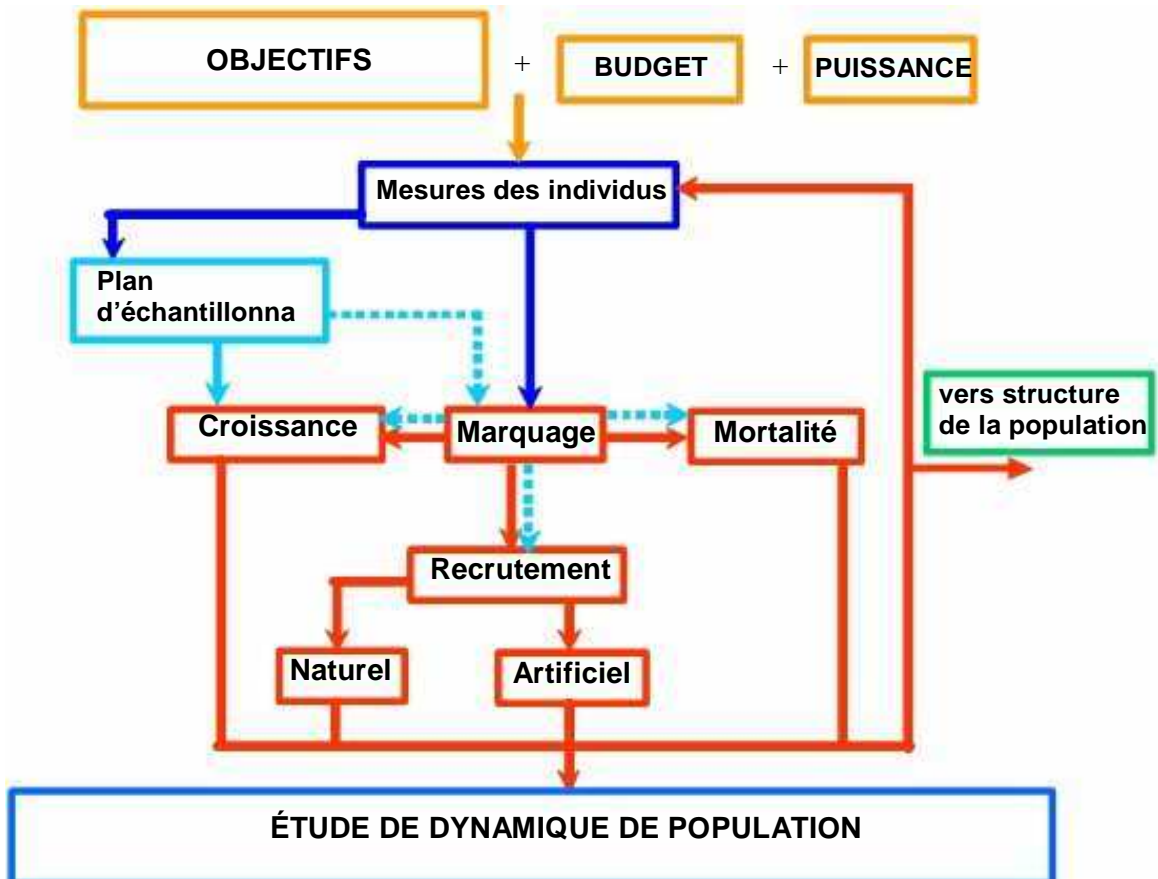 OBJECTIFS + BUDGET + PUISSANCE
Mesures des individus
Plan
d’échantillonna
vers structure
de la population
Croissance
Marquage
Mortalité
Recrutement
Naturel
Artificiel
ÉTUDE DE DYNAMIQUE DE POPULATION